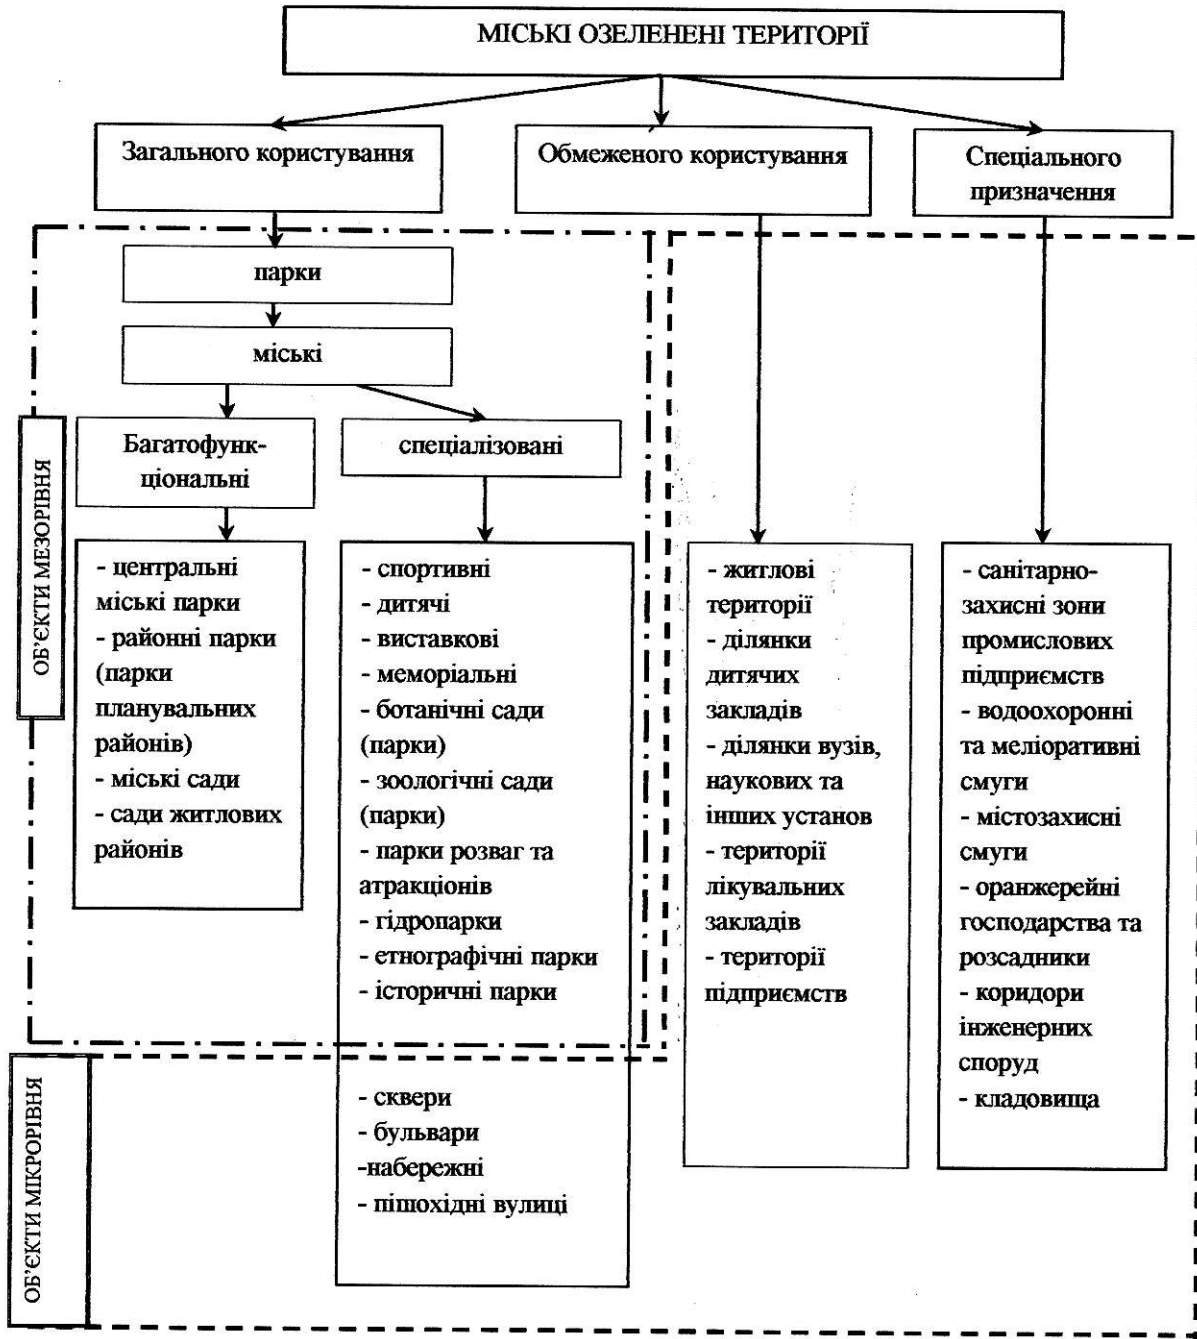 МІСЬКІ ОЗЕЛЕНЕНІ ТЕРИТОРІЇ
Загального користування
Обмеженого користування
Спеціального
призначення
парки
міські
Багатофунк-
ціональні
спеціалізовані
ОБ'ЄКТИ МЕЗОРІВНЯ
- центральні
міські парки
- районні парки
(парки
планувальних
районів)
- міські сади
- сади житлових
районів
- спортивні
- дитячі
- виставкові
- меморіальні
- ботанічні сади
(парки)
- зоологічні сади
(парки)
- парки розваг та
атракціонів
- гідропарки
- етнографічні парки
- історичні парки
- сквери
- бульвари
-набережні
- пішохідні вулиці
- житлові
території
- ділянки
дитячих
закладів
- ділянки вузів,
наукових та
інших установ
- території
лікувальних
закладів
- території
підприємств
- санітарно-
захисні зони
промислових
підприємств
- водоохоронні
та меліоративні
смуги
- містозахисні
смуги
- оранжерейні
господарства та
розсадники
- коридори
інженерних
споруд
- кладовища
ОБ'ЄКТИ МІКРОРІВНЯ